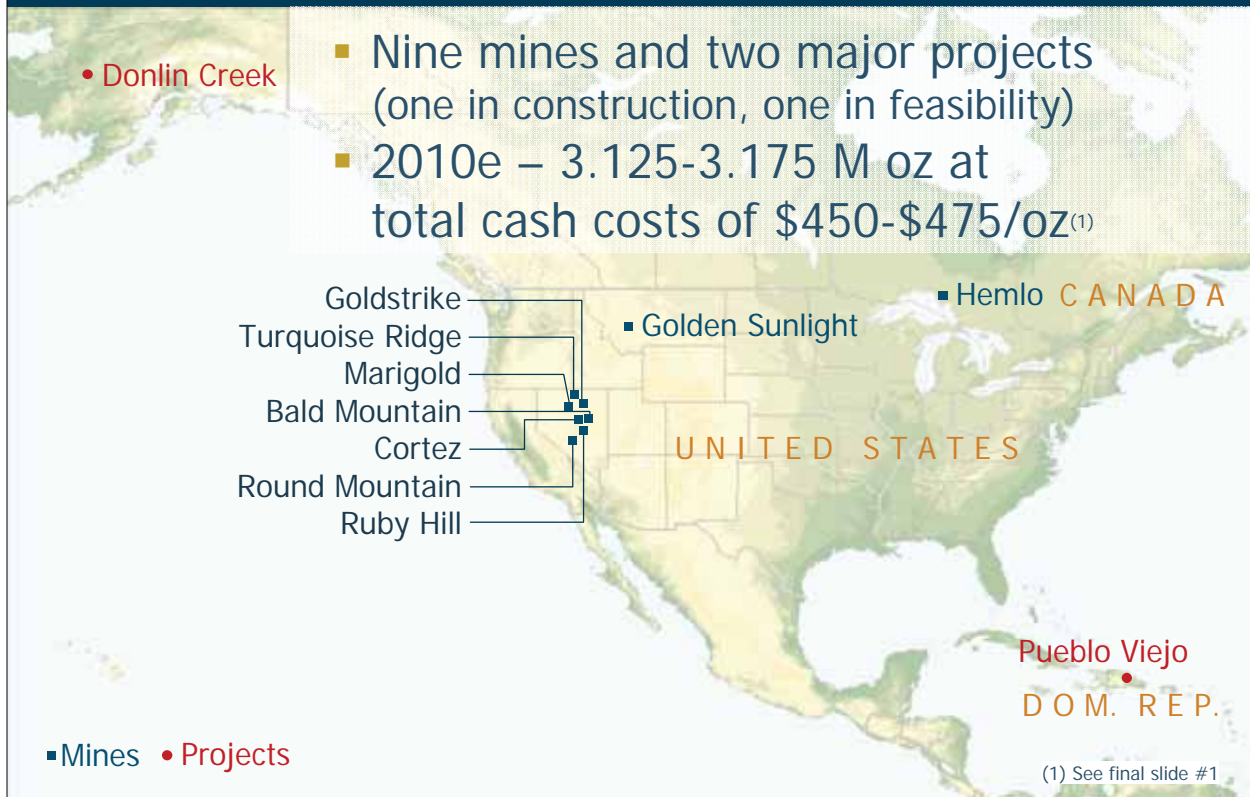 ▪ Nine mines and two major projects
(one in construction, one in feasibility)
▪ 2010e – 3.125-3.175 M oz at
total cash costs of $450-$475/oz(1)
• Donlin Creek
Goldstrike
Turquoise Ridge
Marigold
Bald Mountain
Cortez
Round Mountain
Ruby Hill
▪ Golden Sunlight
▪ Hemlo CANADA
UNITED STATES
Pueblo Viejo
DOM. REP.
▪ Mines • Projects
(1) See final slide #1